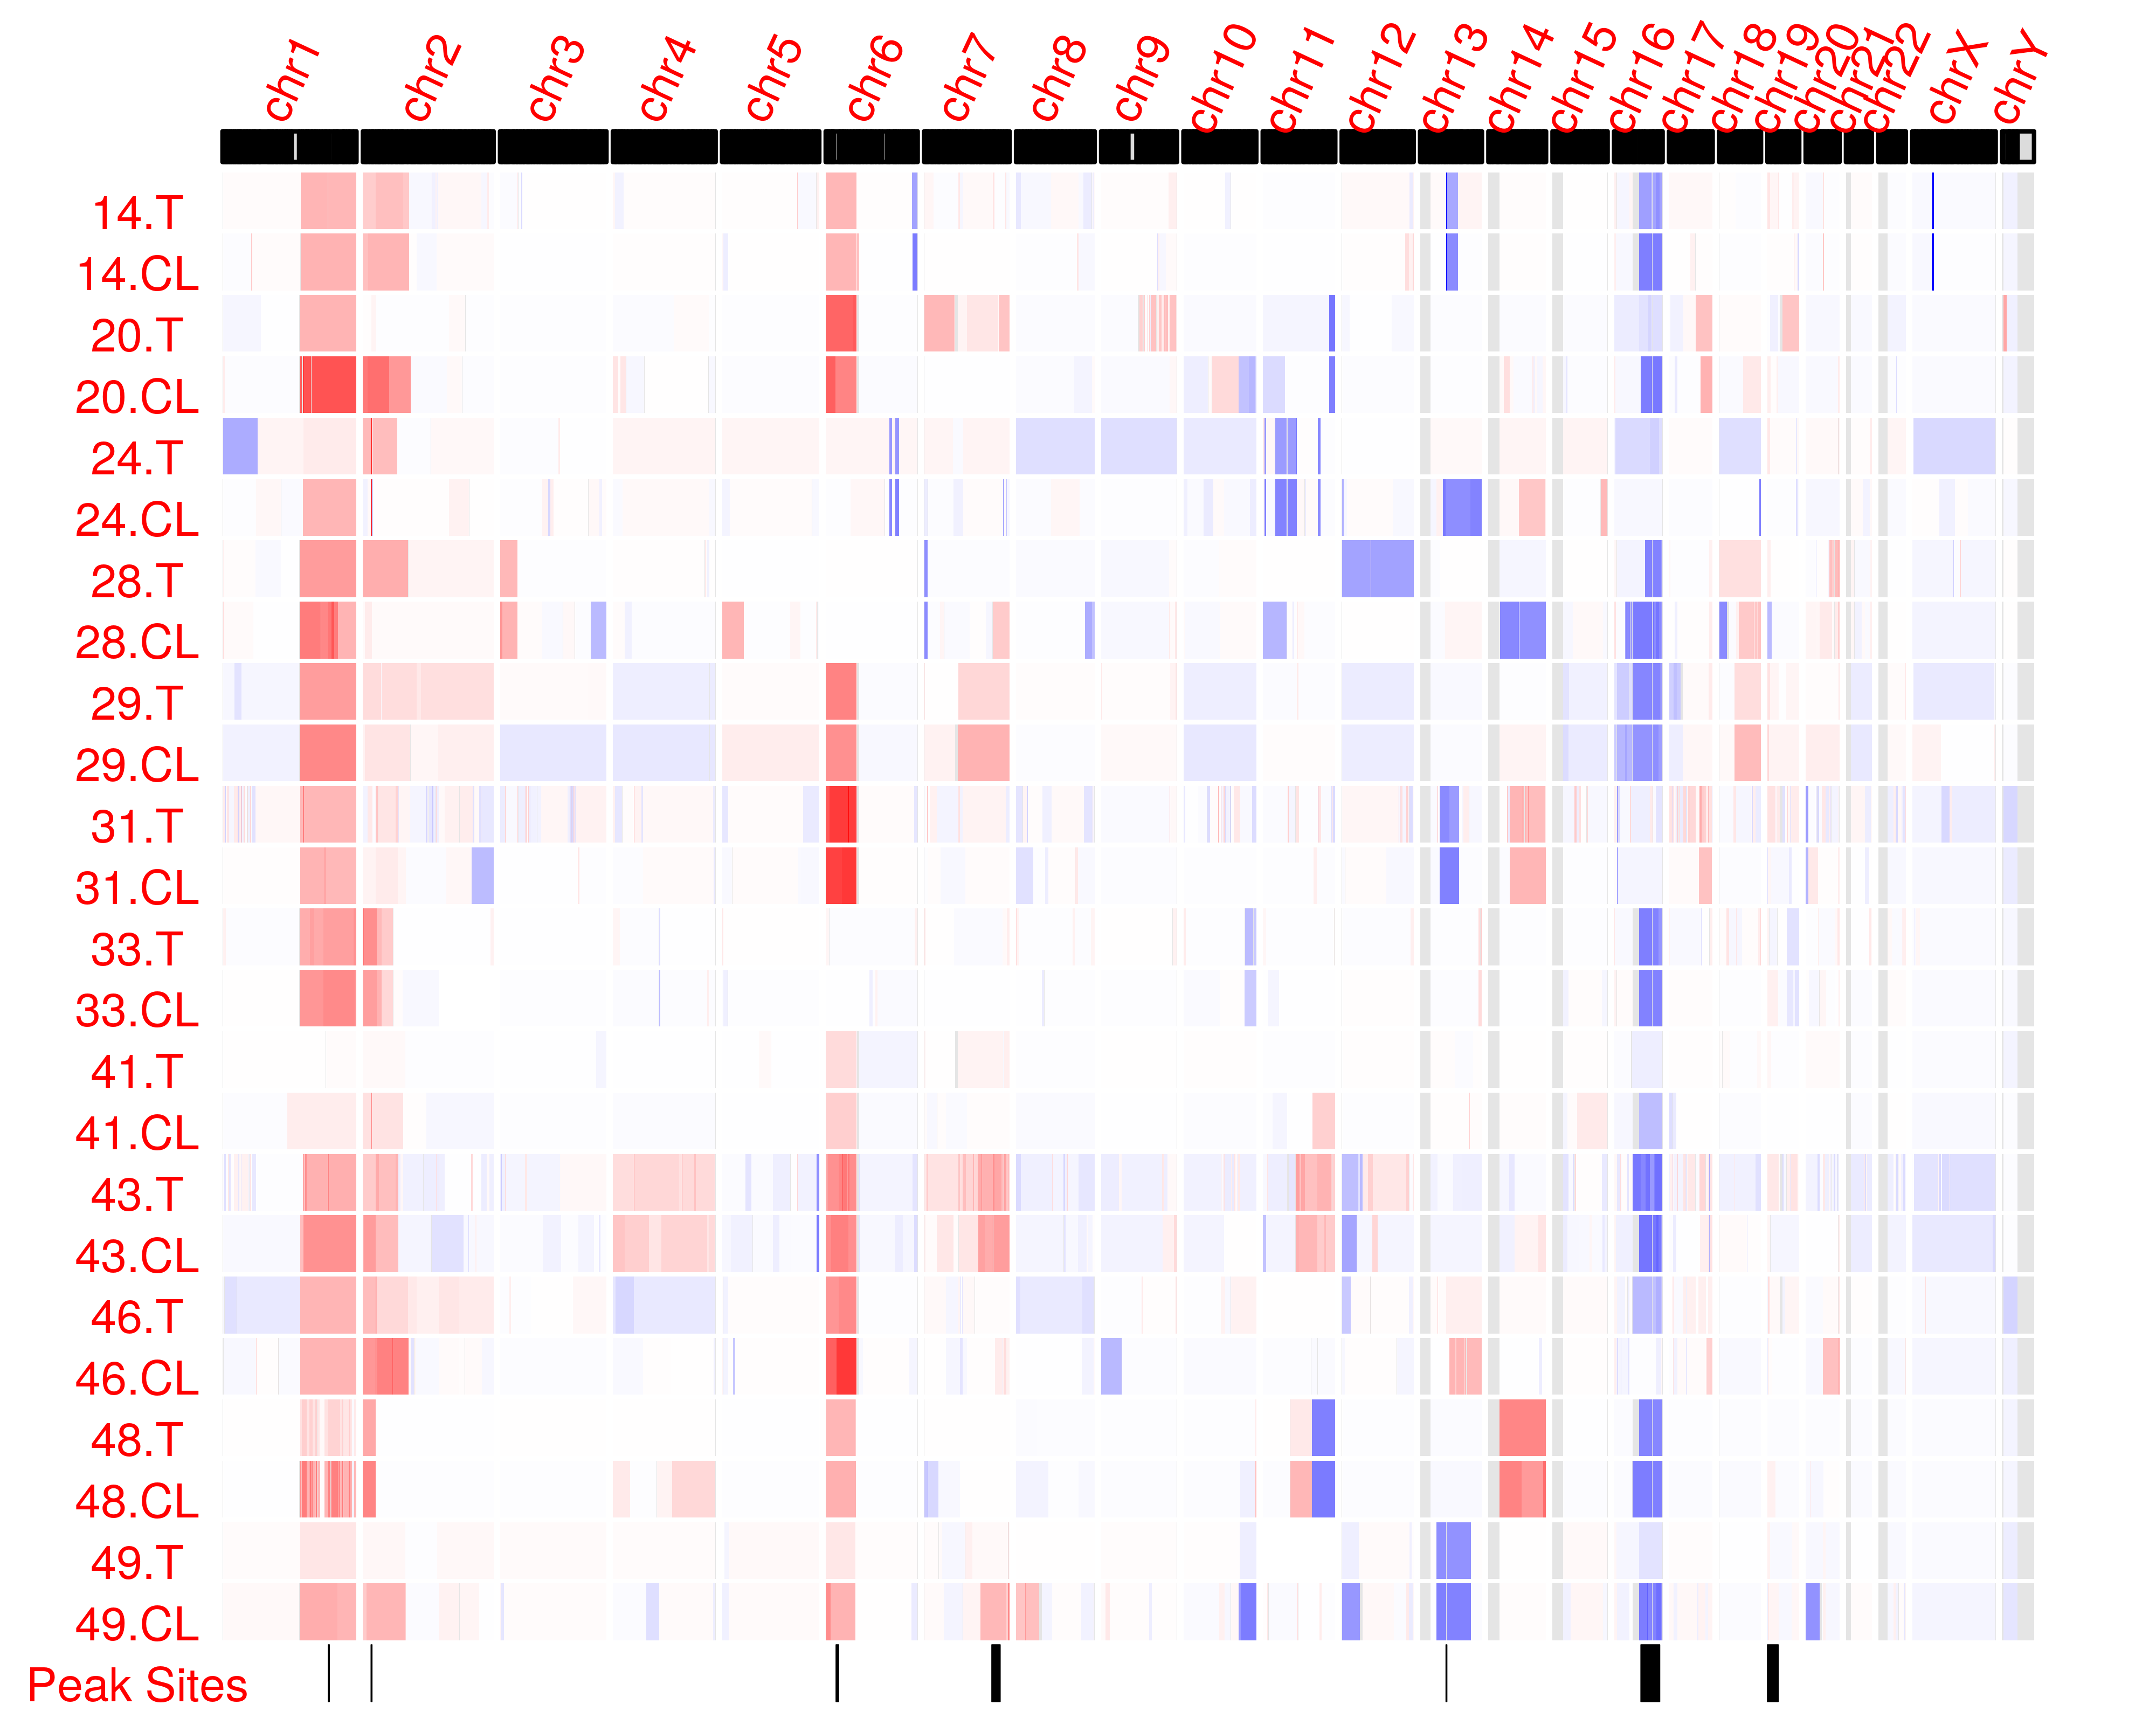 chr1 chr2 chr3 chr4 chr5 chr6 chr7 chr8 chr9 chr10 chr11 chr12 chr13 chr14 chr15 chr16 chr17 chr18 chr19 chr20 chr21 chr22 chrX chrY
14.T
14.CL
20.T
20.CL
24.T
24.CL
28.T
28.CL
29.T
29.CL
31.T
31.CL
33.T
33.CL
41.T
41.CL
43.T
43.CL
46.T
46.CL
48.T
48.CL
49.T
49.CL
Peak Sites